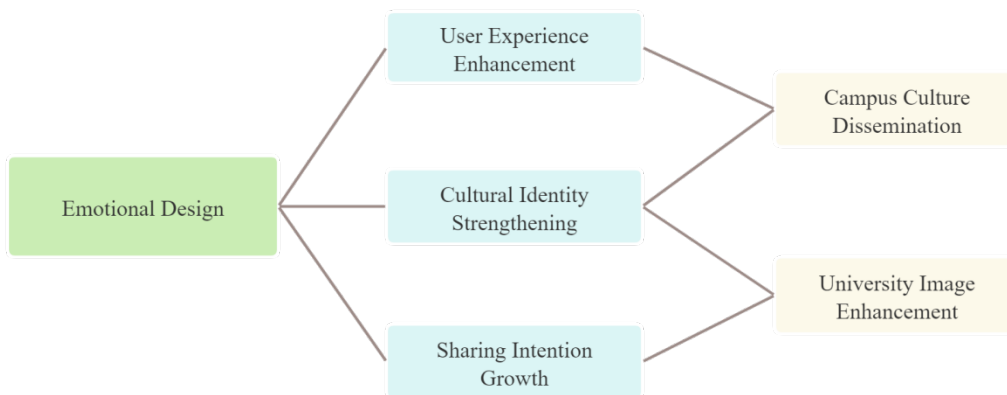 User Experience
Enhancement
Campus Culture
Dissemination
Emotional Design
Cultural Identity
Strengthening
University Image
Enhancement
Sharing Intention
Growth